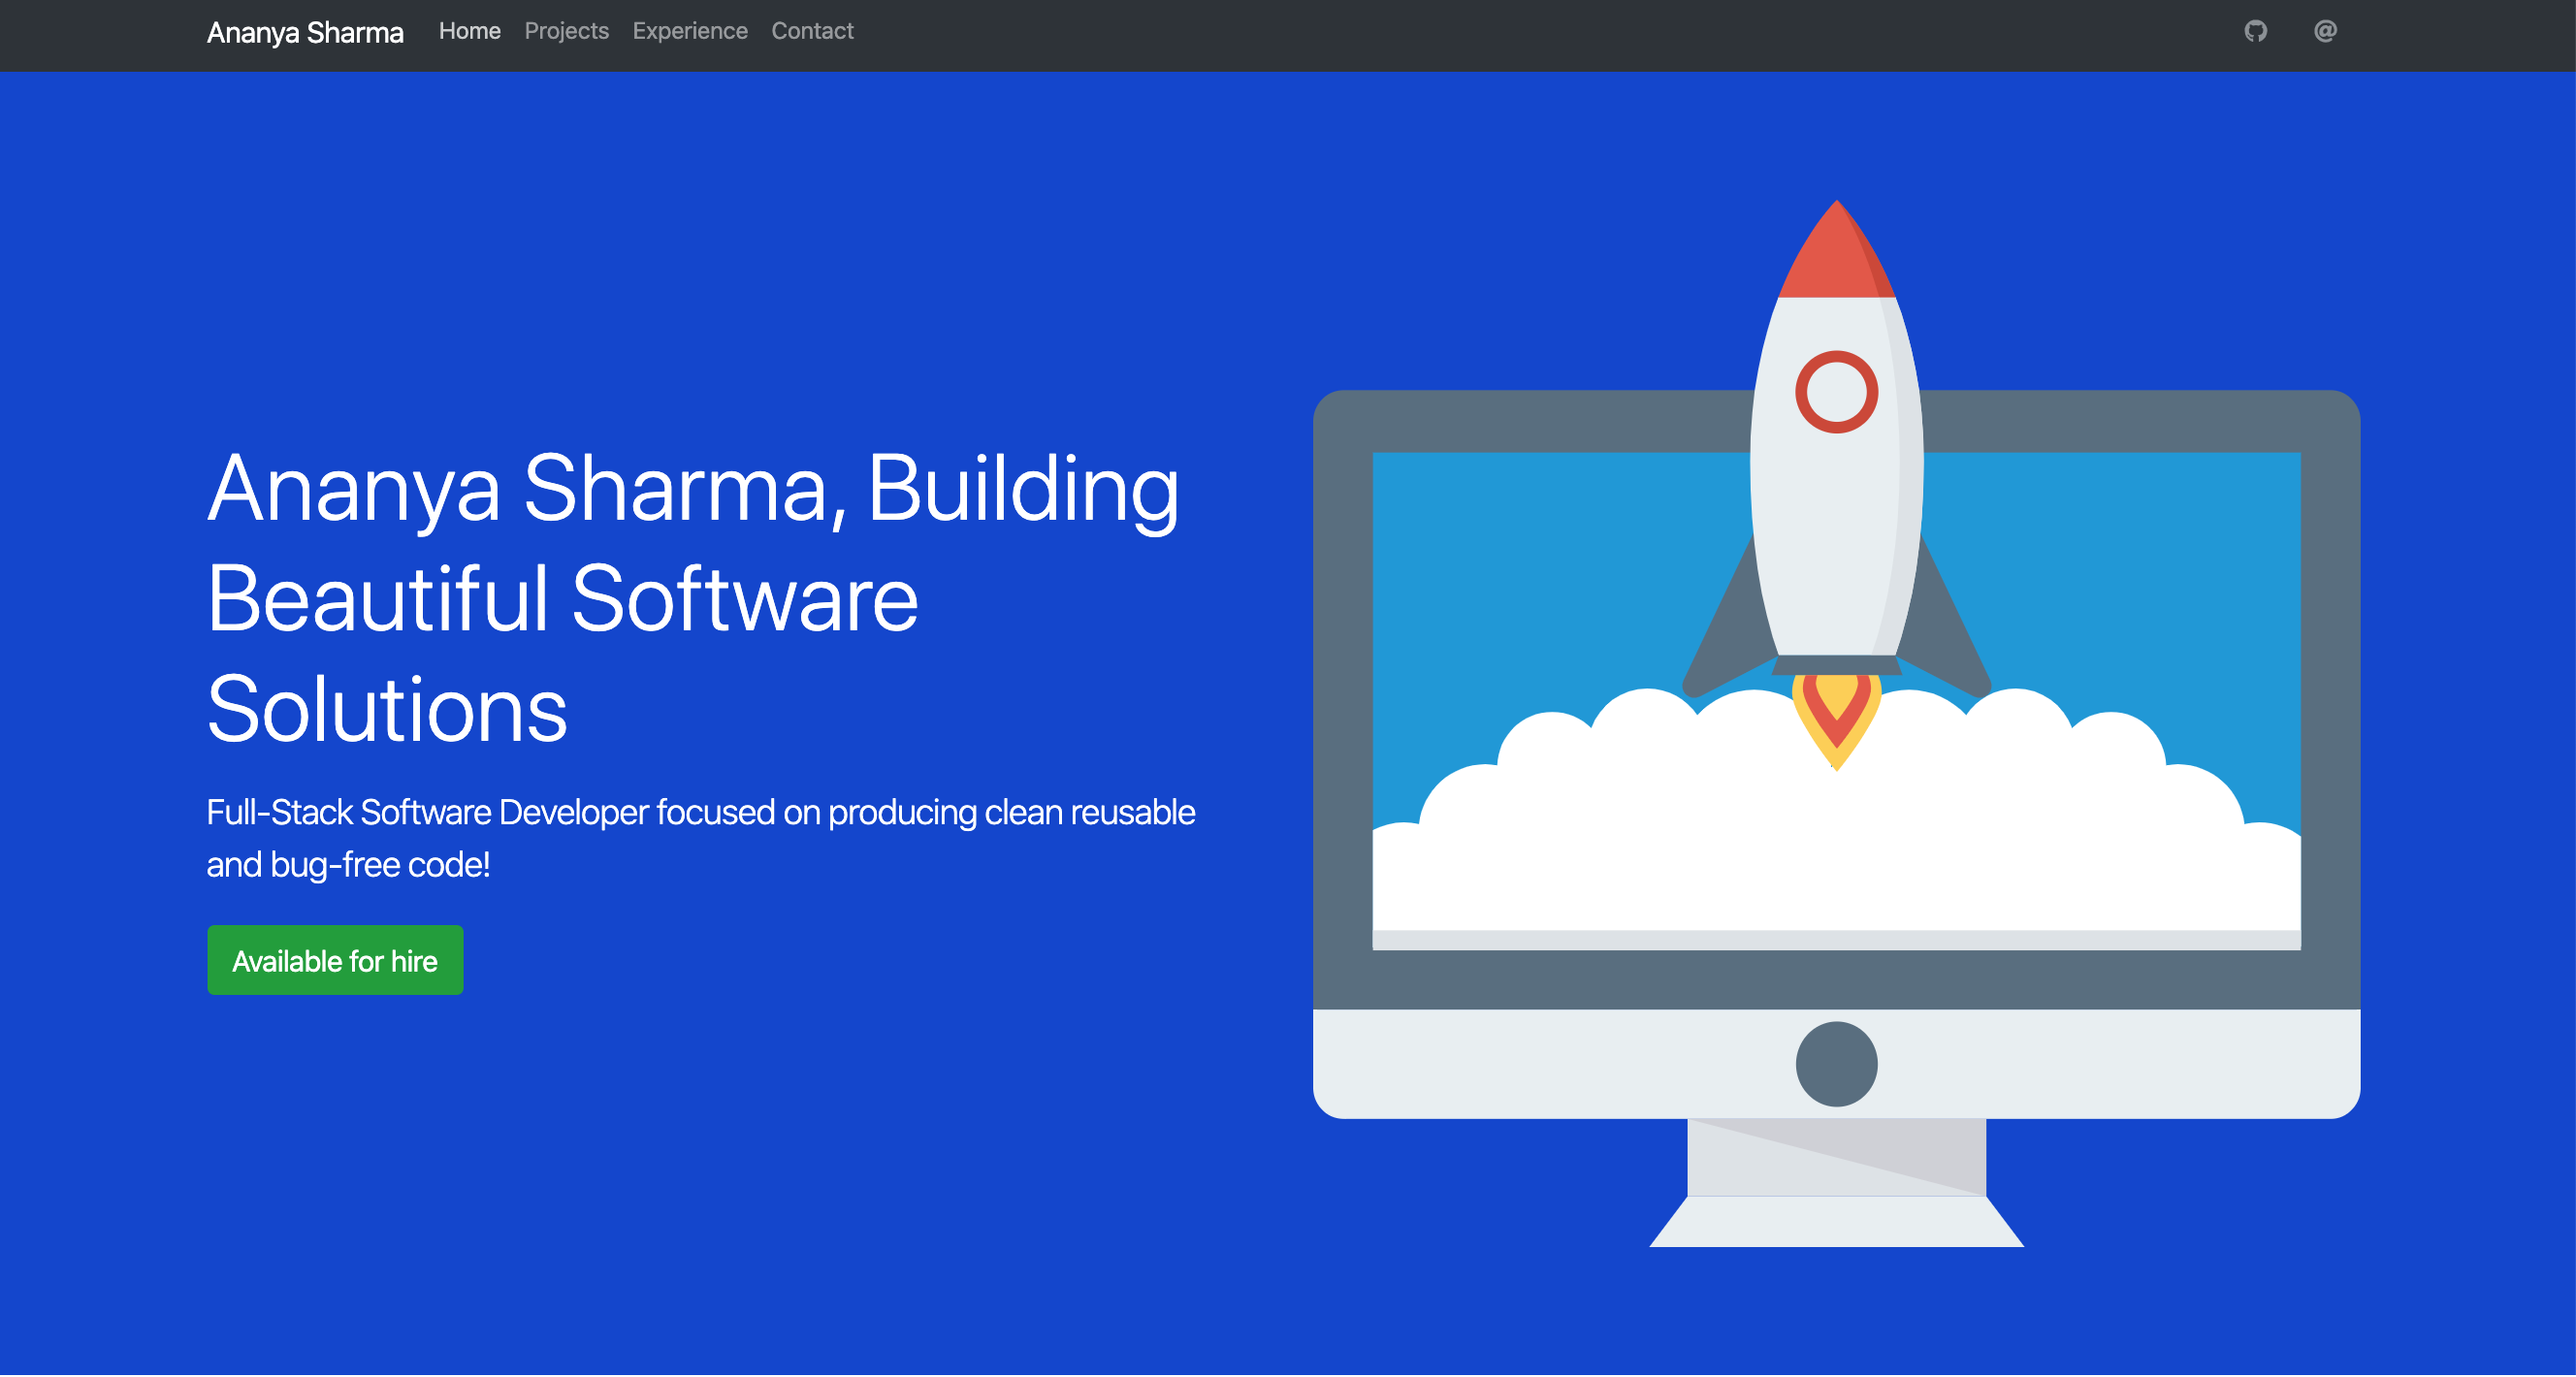 Ananya Sharma Home Projects Experience Contact @
Ananya Sharma, Building
Beautiful Software
Solutions
Full-Stack Software Developer focused on producing clean reusable
and bug-free code!
Available for hire